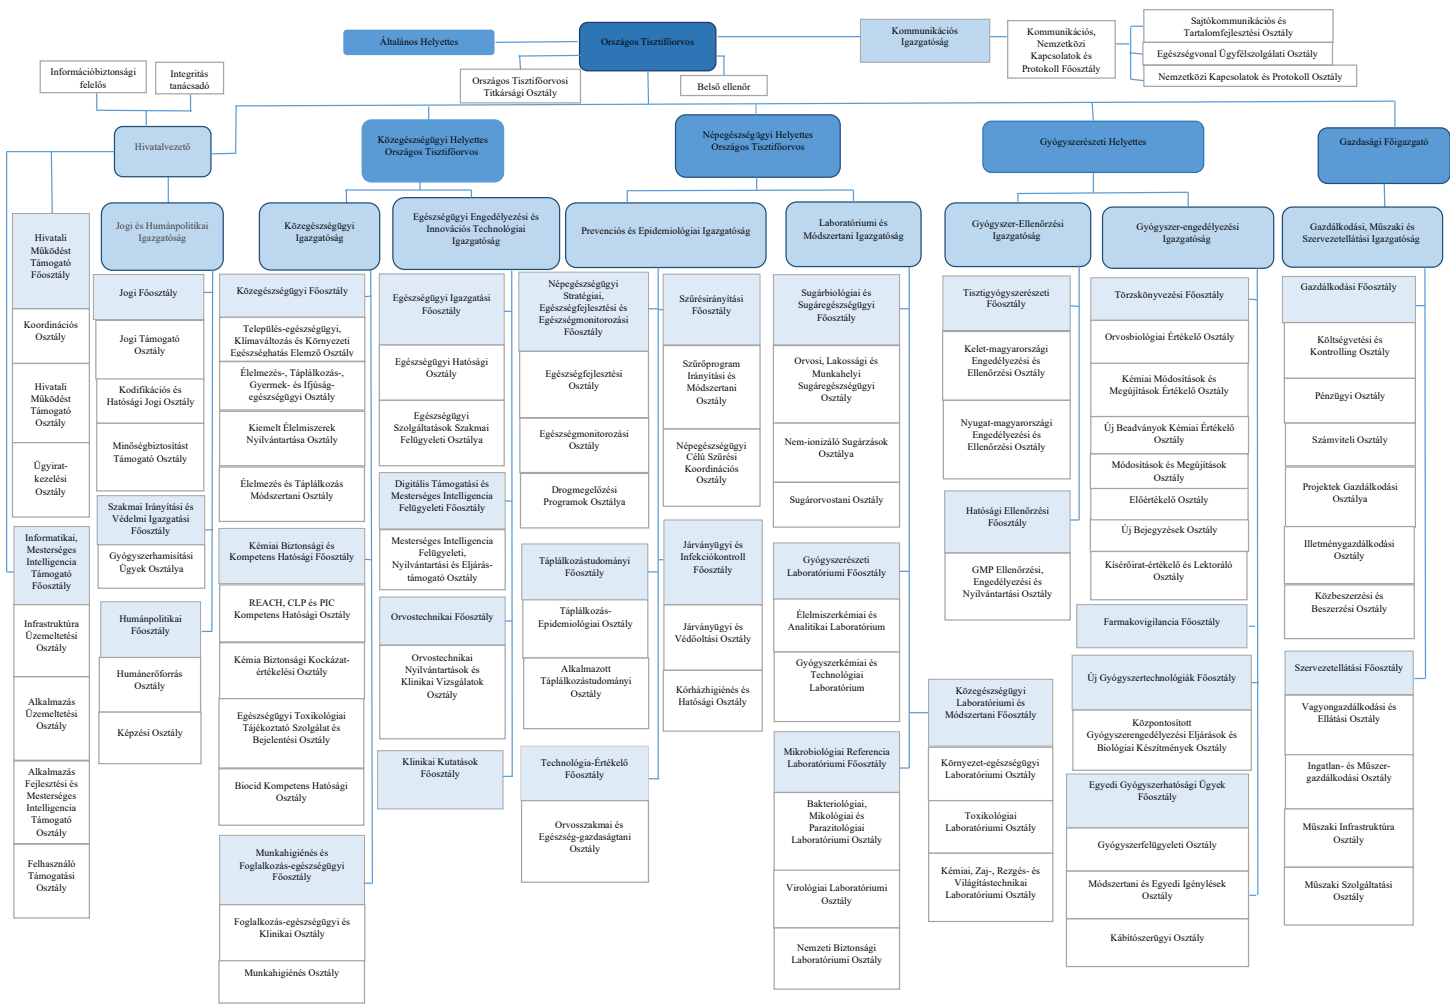 Általános Helyettes
Országos Tisztifőorvos
Kommunikációs
Igazgatóság
Kommunikációs,
Nemzetközi
Kapcsolatok és
Protokoll Főosztály
Sajtókommunikációs és
Tartalomfejlesztési Osztály
Egészségvonal Ügyfélszolgálati Osztály
Nemzetközi Kapcsolatok és Protokoll Osztály
Információbiztonsági
felelős
Integritás
tanácsadó
Országos Tisztifőorvosi
Titkársági Osztály
Belső ellenőr
Hivatalvezető
Közegészségügyi Helyettes
Országos Tisztifőorvos
Népegészségügyi Helyettes
Országos Tisztifőorvos
Gyógyszerészeti Helyettes
Gazdasági Főigazgató
Hivatali
Működést
Támogató
Főosztály
Koordinációs
Osztály
Hivatali
Működést
Támogató
Osztály
Ügyirat-
kezelési
Osztály
Informatikai,
Mesterséges
Intelligencia
Támogató
Főosztály
Infrastruktúra
Üzemeltetési
Osztály
Alkalmazás
Üzemeltetési
Osztály
Alkalmazás
Fejlesztési és
Mesterséges
Intelligencia
Támogató
Osztály
Felhasználó
Támogatási
Osztály
Jogi és Humánpolitikai
Igazgatóság
Jogi Főosztály
Jogi Támogató
Osztály
Kodifikációs és
Hatósági Jogi Osztály
Minőségbiztosítást
Támogató Osztály
Szakmai Irányítási és
Védelmi Igazgatási
Főosztály
Gyógyszerhamisítási
Ügyek Osztálya
Humánpolitikai
Főosztály
Humánerőforrás
Osztály
Képzési Osztály
Közegészségügyi
Igazgatóság
Közegészségügyi Főosztály
Település-egészségügyi,
Klímaváltozás és Környezeti
Egészséghatás Elemző Osztály
Élelmezés-, Táplálkozás-,
Gyermek- és Ifjúság-
egészségügyi Osztály
Kiemelt Élelmiszerek
Nyilvántartása Osztály
Élelmezés és Táplálkozás
Módszertani Osztály
Kémiai Biztonsági és
Kompetens Hatósági Főosztály
REACH, CLP és PIC
Kompetens Hatósági Osztály
Kémia Biztonsági Kockázat-
értékelési Osztály
Egészségügyi Toxikológiai
Tájékoztató Szolgálat és
Bejelentési Osztály
Biocid Kompetens Hatósági
Osztály
Munkahigiénés és
Foglalkozás-egészségügyi
Főosztály
Foglalkozás-egészségügyi és
Klinikai Osztály
Munkahigiénés Osztály
Egészségügyi Engedélyezési és
Innovációs Technológiai
Igazgatóság
Egészségügyi Igazgatási
Főosztály
Egészségügyi Hatósági
Osztály
Egészségügyi
Szolgáltatások Szakmai
Felügyeleti Osztálya
Digitális Támogatási és
Mesterséges Intelligencia
Felügyeleti Főosztály
Mesterséges Intelligencia
Felügyeleti,
Nyilvántartási és Eljárás-
támogató Osztály
Orvostechnikai Főosztály
Orvostechnikai
Nyilvántartások és
Klinikai Vizsgálatok
Osztály
Klinikai Kutatások
Főosztály
Prevenciós és Epidemiológiai Igazgatóság
Népegészségügyi
Stratégiai,
Egészségfejlesztési és
Egészségmonitorozási
Főosztály
Egészségfejlesztési
Osztály
Egészségmonitorozási
Osztály
Drogmegelőzési
Programok Osztálya
Táplálkozástudományi
Főosztály
Táplálkozás-
Epidemiológiai Osztály
Alkalmazott
Táplálkozástudományi
Osztály
Technológia-Értékelő
Főosztály
Orvosszakmai és
Egészség-gazdaságtani
Osztály
Szűrésirányítási
Főosztály
Szűrőprogram
Irányítási és
Módszertani
Osztály
Népegészségügyi
Célú Szűrési
Koordinációs
Osztály
Járványügyi és
Infekciókontroll
Főosztály
Járványügyi és
Védőoltási Osztály
Kórházhigiénés és
Hatósági Osztály
Laboratóriumi és
Módszertani Igazgatóság
Sugárbiológiai és
Sugáregészségügyi
Főosztály
Orvosi, Lakossági és
Munkahelyi
Sugáregészségügyi
Osztály
Nem-ionizáló Sugárzások
Osztálya
Sugárorvostani Osztály
Gyógyszerészeti
Laboratóriumi Főosztály
Élelmiszerkémiai és
Analitikai Laboratórium
Gyógyszerkémiai és
Technológiai
Laboratórium
Mikrobiológiai Referencia
Laboratóriumi Főosztály
Bakteriológiai,
Mikológiai és
Parazitológiai
Laboratóriumi Osztály
Virológiai Laboratóriumi
Osztály
Nemzeti Biztonsági
Laboratóriumi Osztály
Közegészségügyi
Laboratóriumi és
Módszertani Főosztály
Környezet-egészségügyi
Laboratóriumi Osztály
Toxikológiai
Laboratóriumi Osztály
Kémiai, Zaj-, Rezgés- és
Világítástechnikai
Laboratóriumi Osztály
Gyógyszer-Ellenőrzési
Igazgatóság
Tisztigyógyszerészeti
Főosztály
Kelet-magyarországi
Engedélyezési és
Ellenőrzési Osztály
Nyugat-magyarországi
Engedélyezési és
Ellenőrzési Osztály
Hatósági Ellenőrzési
Főosztály
GMP Ellenőrzési,
Engedélyezési és
Nyilvántartási Osztály
Gyógyszer-engedélyezési
Igazgatóság
Törzskönyvezési Főosztály
Orvosbiológiai Értékelő Osztály
Kémiai Módosítások és
Megújítások Értékelő Osztály
Új Beadványok Kémiai Értékelő
Osztály
Módosítások és Megújítások
Osztály
Előértékelő Osztály
Új Bejegyzések Osztály
Kísérőirat-értékelő és Lektoráló
Osztály
Farmakovigilancia Főosztály
Új Gyógyszertechnológiák Főosztály
Központosított
Gyógyszerengedélyezési Eljárások és
Biológiai Készítmények Osztály
Egyedi Gyógyszerhatósági Ügyek
Főosztály
Gyógyszerfelügyeleti Osztály
Módszertani és Egyedi Igénylések
Osztály
Kábítószerügyi Osztály
Gazdálkodási, Műszaki és
Szervezetellátási Igazgatóság
Gazdálkodási Főosztály
Költségvetési és
Kontrolling Osztály
Pénzügyi Osztály
Számviteli Osztály
Projektek Gazdálkodási
Osztálya
Illetménygazdálkodási
Osztály
Közbeszerzési és
Beszerzési Osztály
Szervezetellátási Főosztály
Vagyongazdálkodási és
Ellátási Osztály
Ingatlan- és Műszer-
gazdálkodási Osztály
Műszaki Infrastruktúra
Osztály
Műszaki Szolgáltatási
Osztály